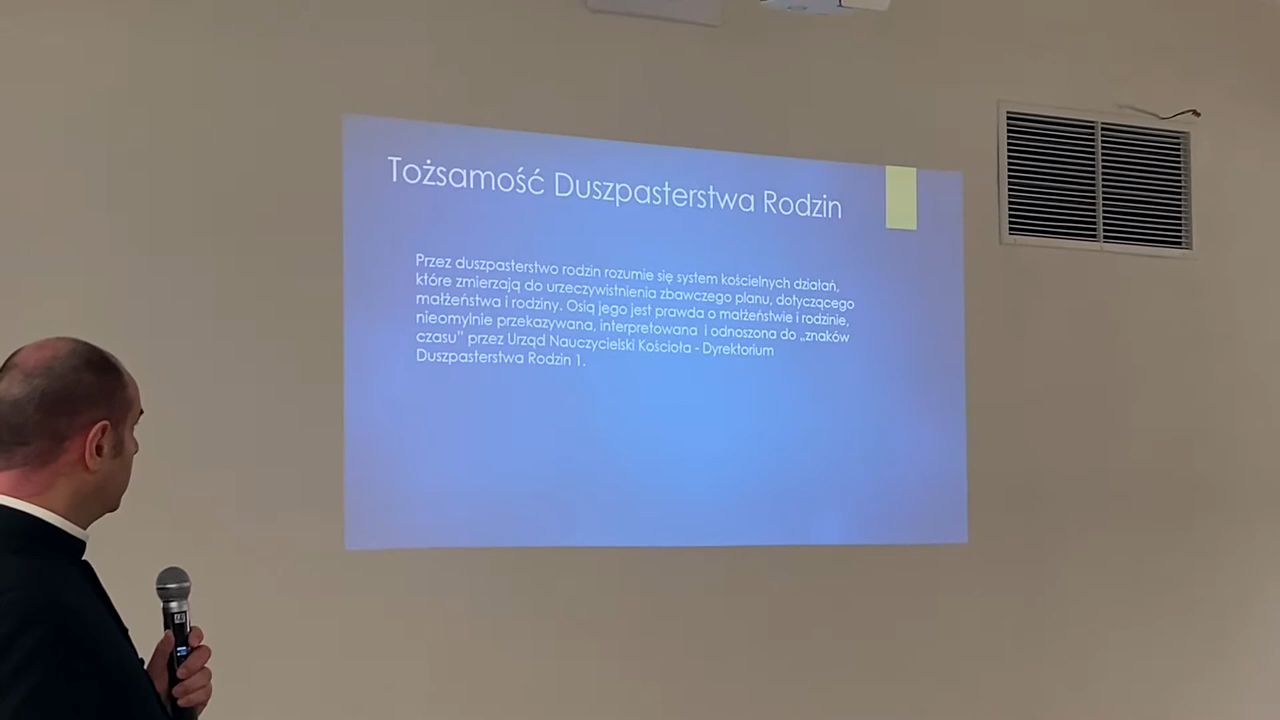 Tożsamość Duszpasterstwa Rodzin
Przez duszpasterstwo rodzin rozumie się system kościelnych działań,
które zmierzają do urzeczywistnienia zbawczego planu, dotyczącego
małżeństwa i rodziny. Osią jego jest prawda o małżeństwie i rodzinie,
nieomylnie przekazywana, interpretowana i odnoszona do „znaków
czasu” przez Urząd Nauczycielski Kościoła - Dyrektorium
Duszpasterstwa Rodzin 1.